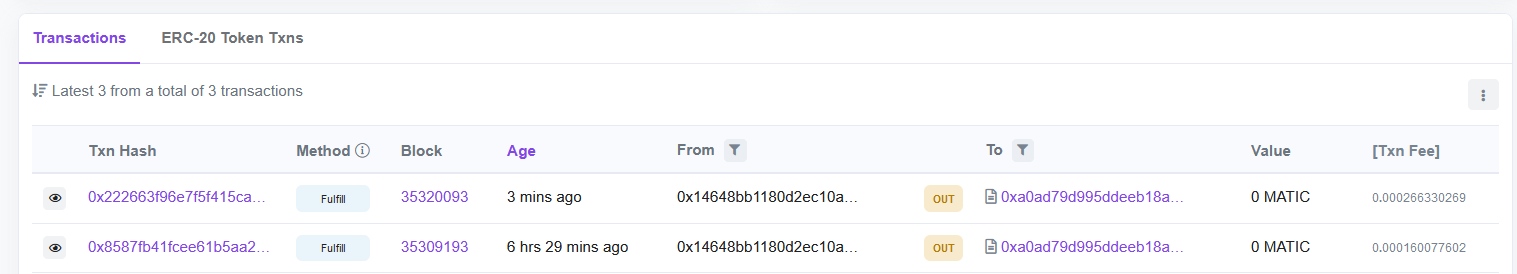 Transactions ERC-20 Token Txns
Latest 3 from a total of 3 transactions
Txn Hash Method Block Age From To Value [Txn Fee]
0x222663f96e7f5f415ca... Fulfill 35320093 3 mins ago 0x14648bb1180d2ec10a... OUT 0xa0ad79d995ddeeb18a... 0 MATIC 0.000266330269
0x8587fb41fcee61b5aa2... Fulfill 35309193 6 hrs 29 mins ago 0x14648bb1180d2ec10a... OUT 0xa0ad79d995ddeeb18a... 0 MATIC 0.000160077602